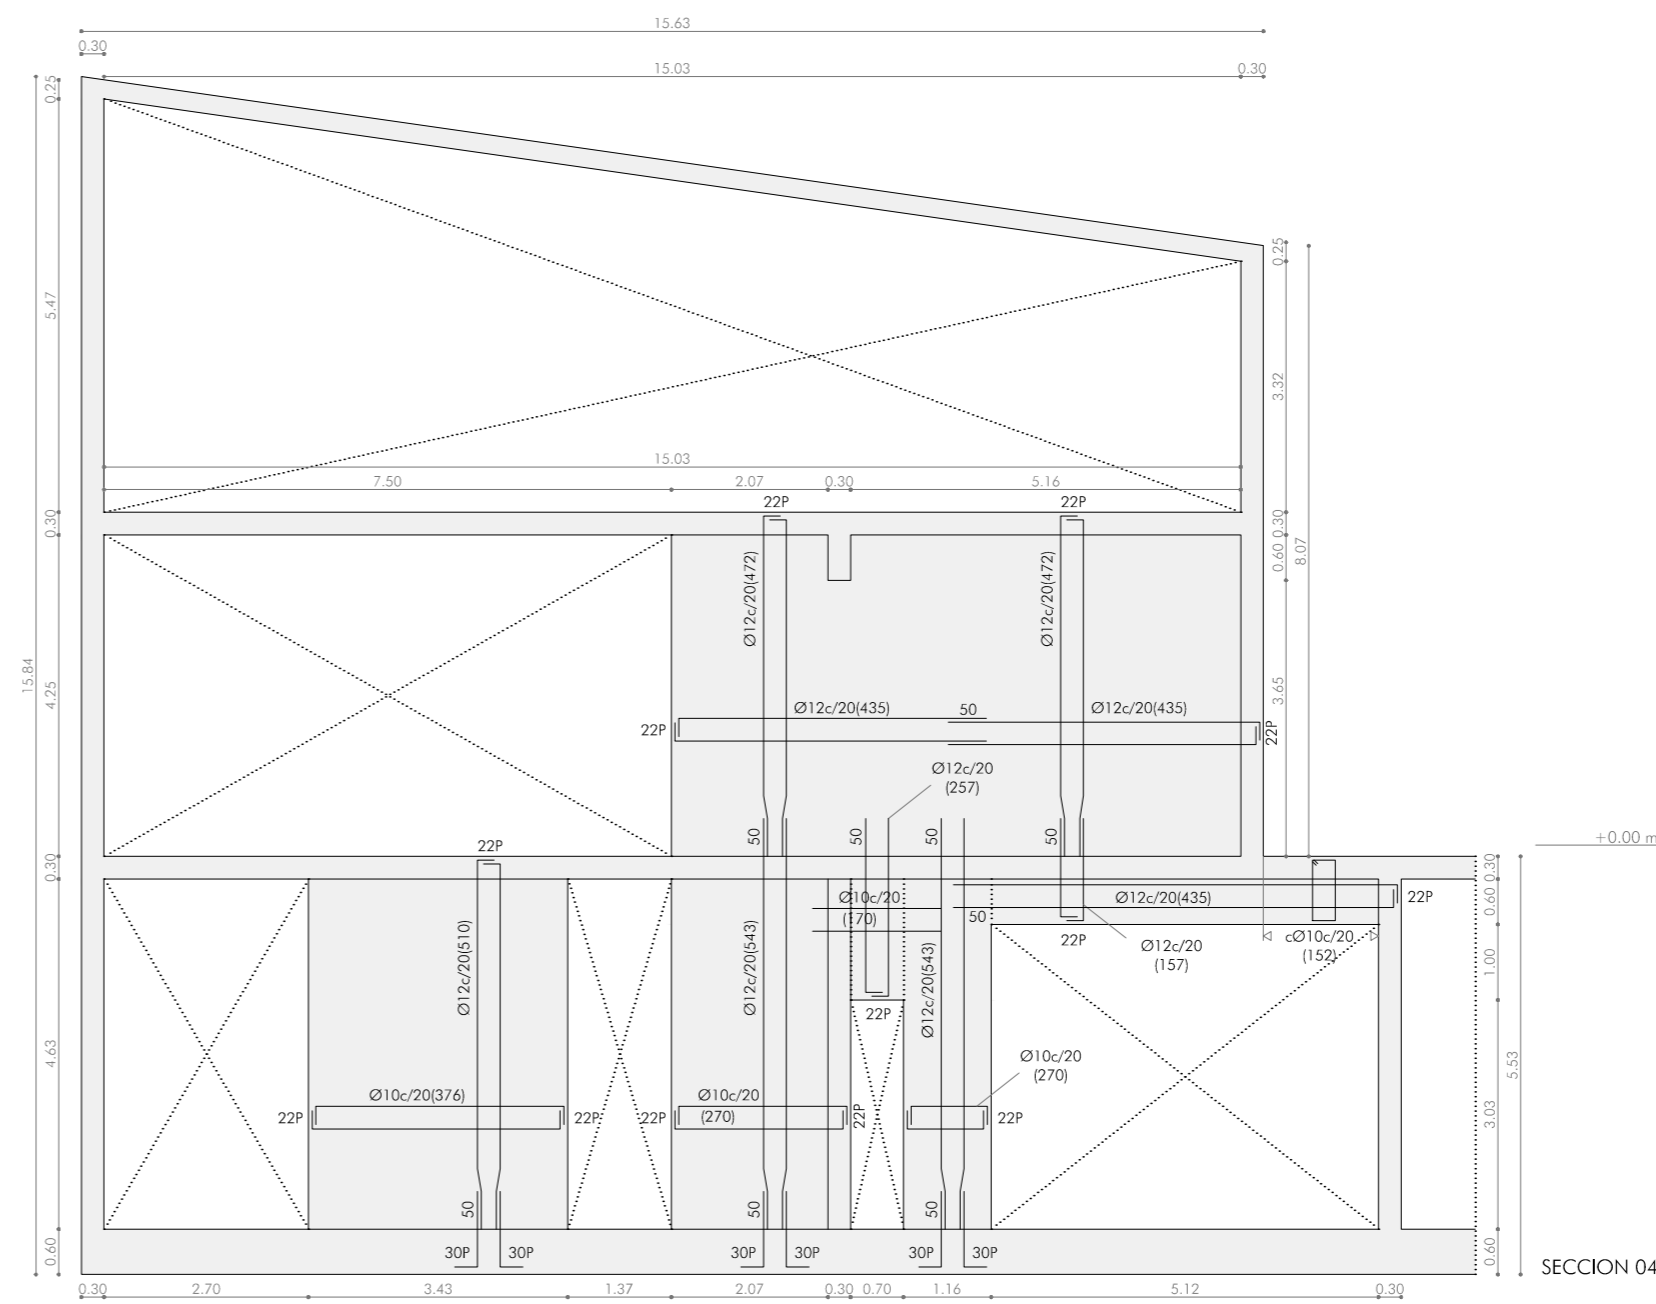 15.63
0.30
15.03
0.30
0.25
5.47
0.25
3.32
15.03
7.50
2.07
0.30
5.16
22P
22P
0.30
0.30
0.60
8.07
Ø12c/20(472)
Ø12c/20(472)
15.84
4.25
3.65
Ø12c/20(435)
50
Ø12c/20(435)
22P
22P
Ø12c/20
(257)
50
50
50
50
+0.00 m
22P
0.30
0.30
0.60
Ø10c/20
(170)
Ø12c/20(435)
22P
50
22P
cØ10c/20
(152)
Ø12c/20
(157)
1.00
Ø12c/20(510)
Ø12c/20(543)
Ø12c/20(543)
22P
4.63
5.53
Ø10c/20
(270)
3.03
Ø10c/20(376)
22P
22P
22P
Ø10c/20
(270)
22P
22P
50
50
50
0.60
30P
30P
30P
30P
30P
30P
0.60
SECCION 04
0.30
2.70
3.43
1.37
2.07
0.30
0.70
1.16
5.12
0.30